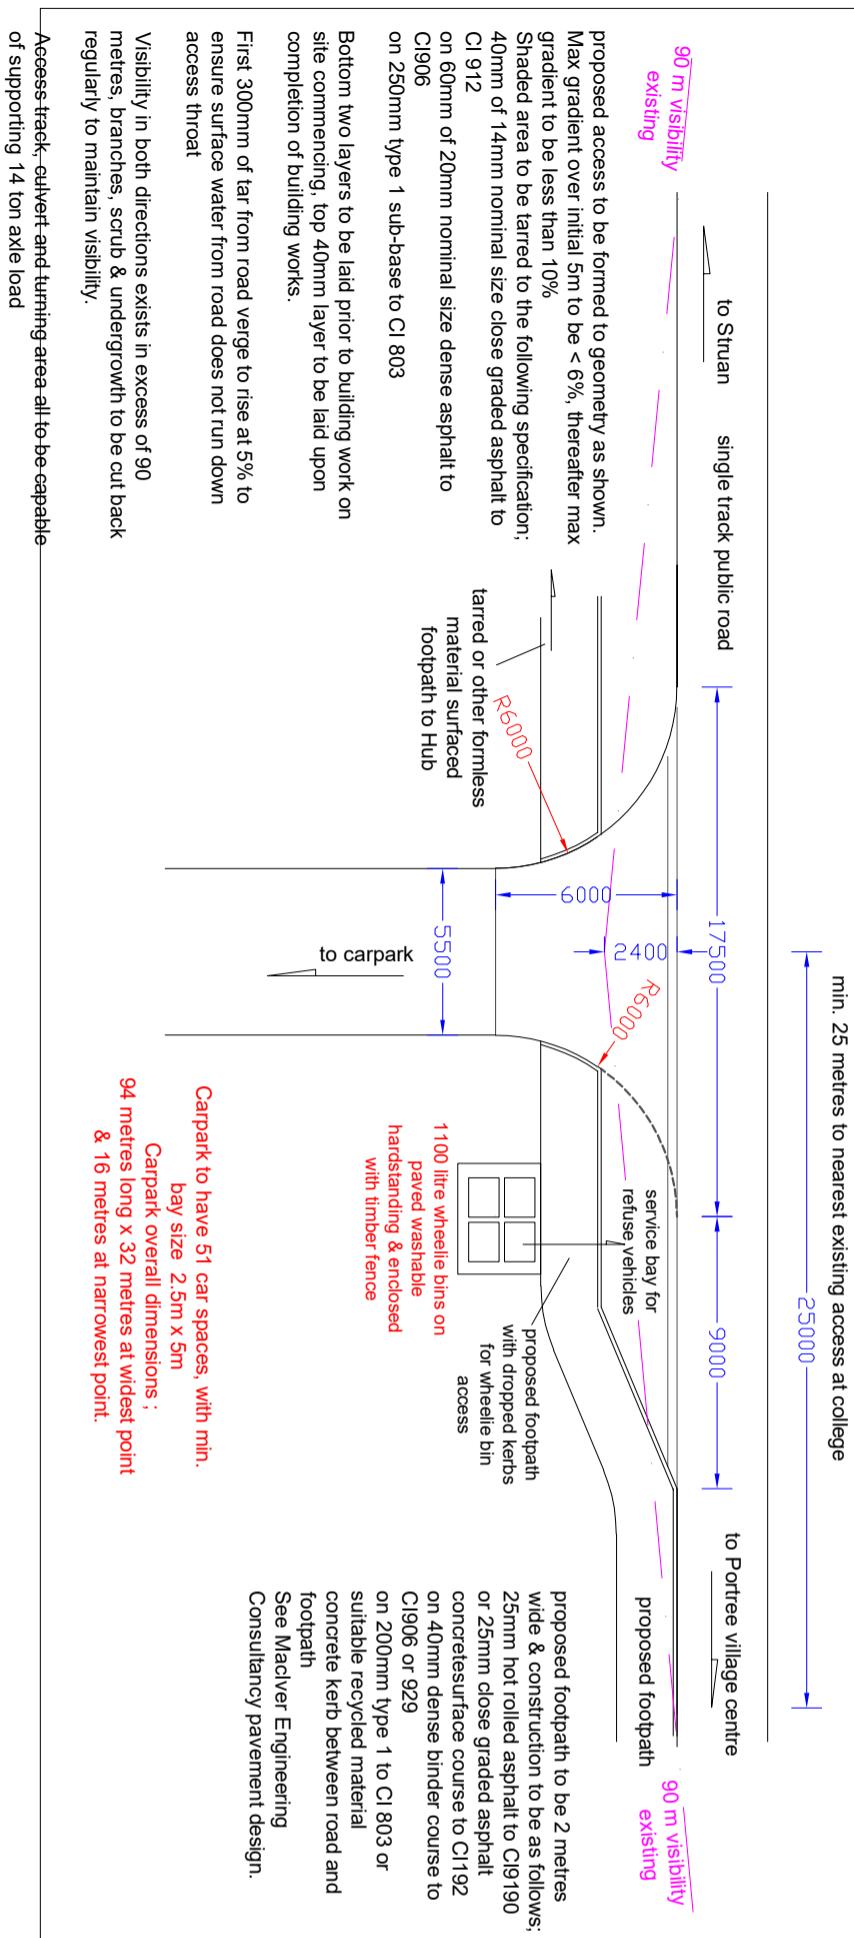 min. 25 metres to nearest existing access at college
25000
to Struan
single track public road
17500
9000
to Portree village centre
90 m visibility
existing
service bay for
refuse vehicles
proposed footpath
90 m visibility
existing
6000
2400
R6000
R6000
5500
to carpark
tarred or other formless
material surfaced
footpath to Hub
proposed footpath
with dropped kerbs
for wheelie bin
access
1100 litre wheelie bins on
paved washable
hardstanding & enclosed
with timber fence
Carpark to have 51 car spaces, with min.
bay size 2.5m x 5m
Carpark overall dimensions ;
94 metres long x 32 metres at widest point
& 16 metres at narrowest point.
proposed access to be formed to geometry as shown.
Max gradient over initial 5m to be < 6%, thereafter max
gradient to be less than 10%
Shaded area to be tarred to the following specification;
40mm of 14mm nominal size close graded asphalt to
Cl 912
on 60mm of 20mm nominal size dense asphalt to
Cl906
on 250mm type 1 sub-base to Cl 803
Bottom two layers to be laid prior to building work on
site commencing, top 40mm layer to be laid upon
completion of building works.
First 300mm of tar from road verge to rise at 5% to
ensure surface water from road does not run down
access throat
Visibility in both directions exists in excess of 90
metres, branches, scrub & undergrowth to be cut back
regularly to maintain visibility.
Access track, culvert and turning area all to be capable
of supporting 14 ton axle load
proposed footpath to be 2 metres
wide & construction to be as follows;
25mm hot rolled asphalt to Cl9190
or 25mm close graded asphalt
concretesurface course to Cl192
on 40mm dense binder course to
Cl906 or 929
on 200mm type 1 to Cl 803 or
suitable recycled material
concrete kerb between road and
footpath
See MacIver Engineering
Consultancy pavement design.